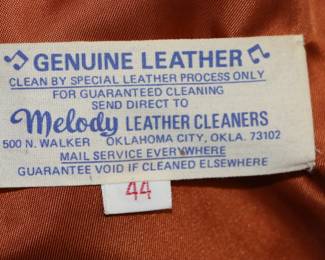 GENUINE LEATHER
CLEAN BY SPECIAL LEATHER PROCESS ONLY
FOR GUARANTEED CLEANING
SEND DIRECT TO
Melody LEATHER CLEANERS
500 N. WALKER OKLAHOMA CITY, OKLA. 73102
MAIL SERVICE EVERYWHERE
GUARANTEE VOID IF CLEANED ELSEWHERE
44